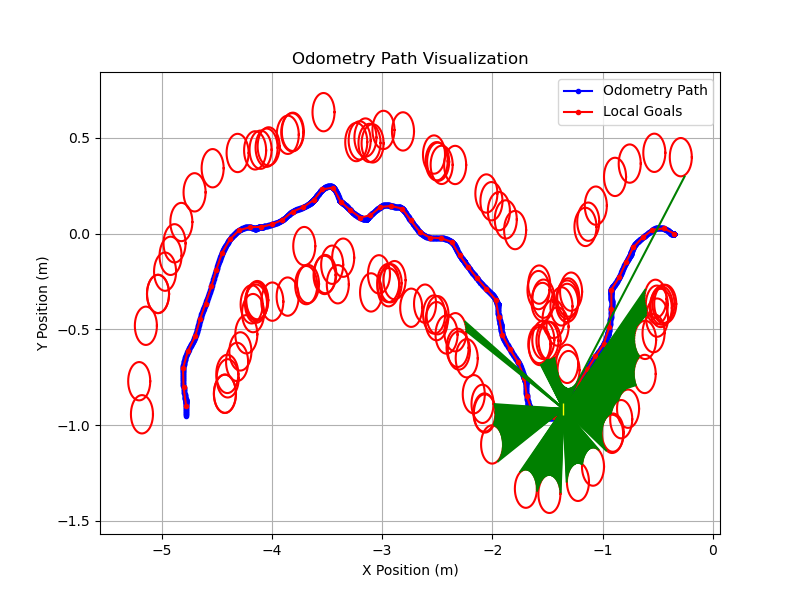 Odometry Path Visualization
Odometry Path
Local Goals
Y Position (m)
0.5
0.0
−0.5
−1.0
−1.5
−5
−4
−3
−2
−1
0
X Position (m)